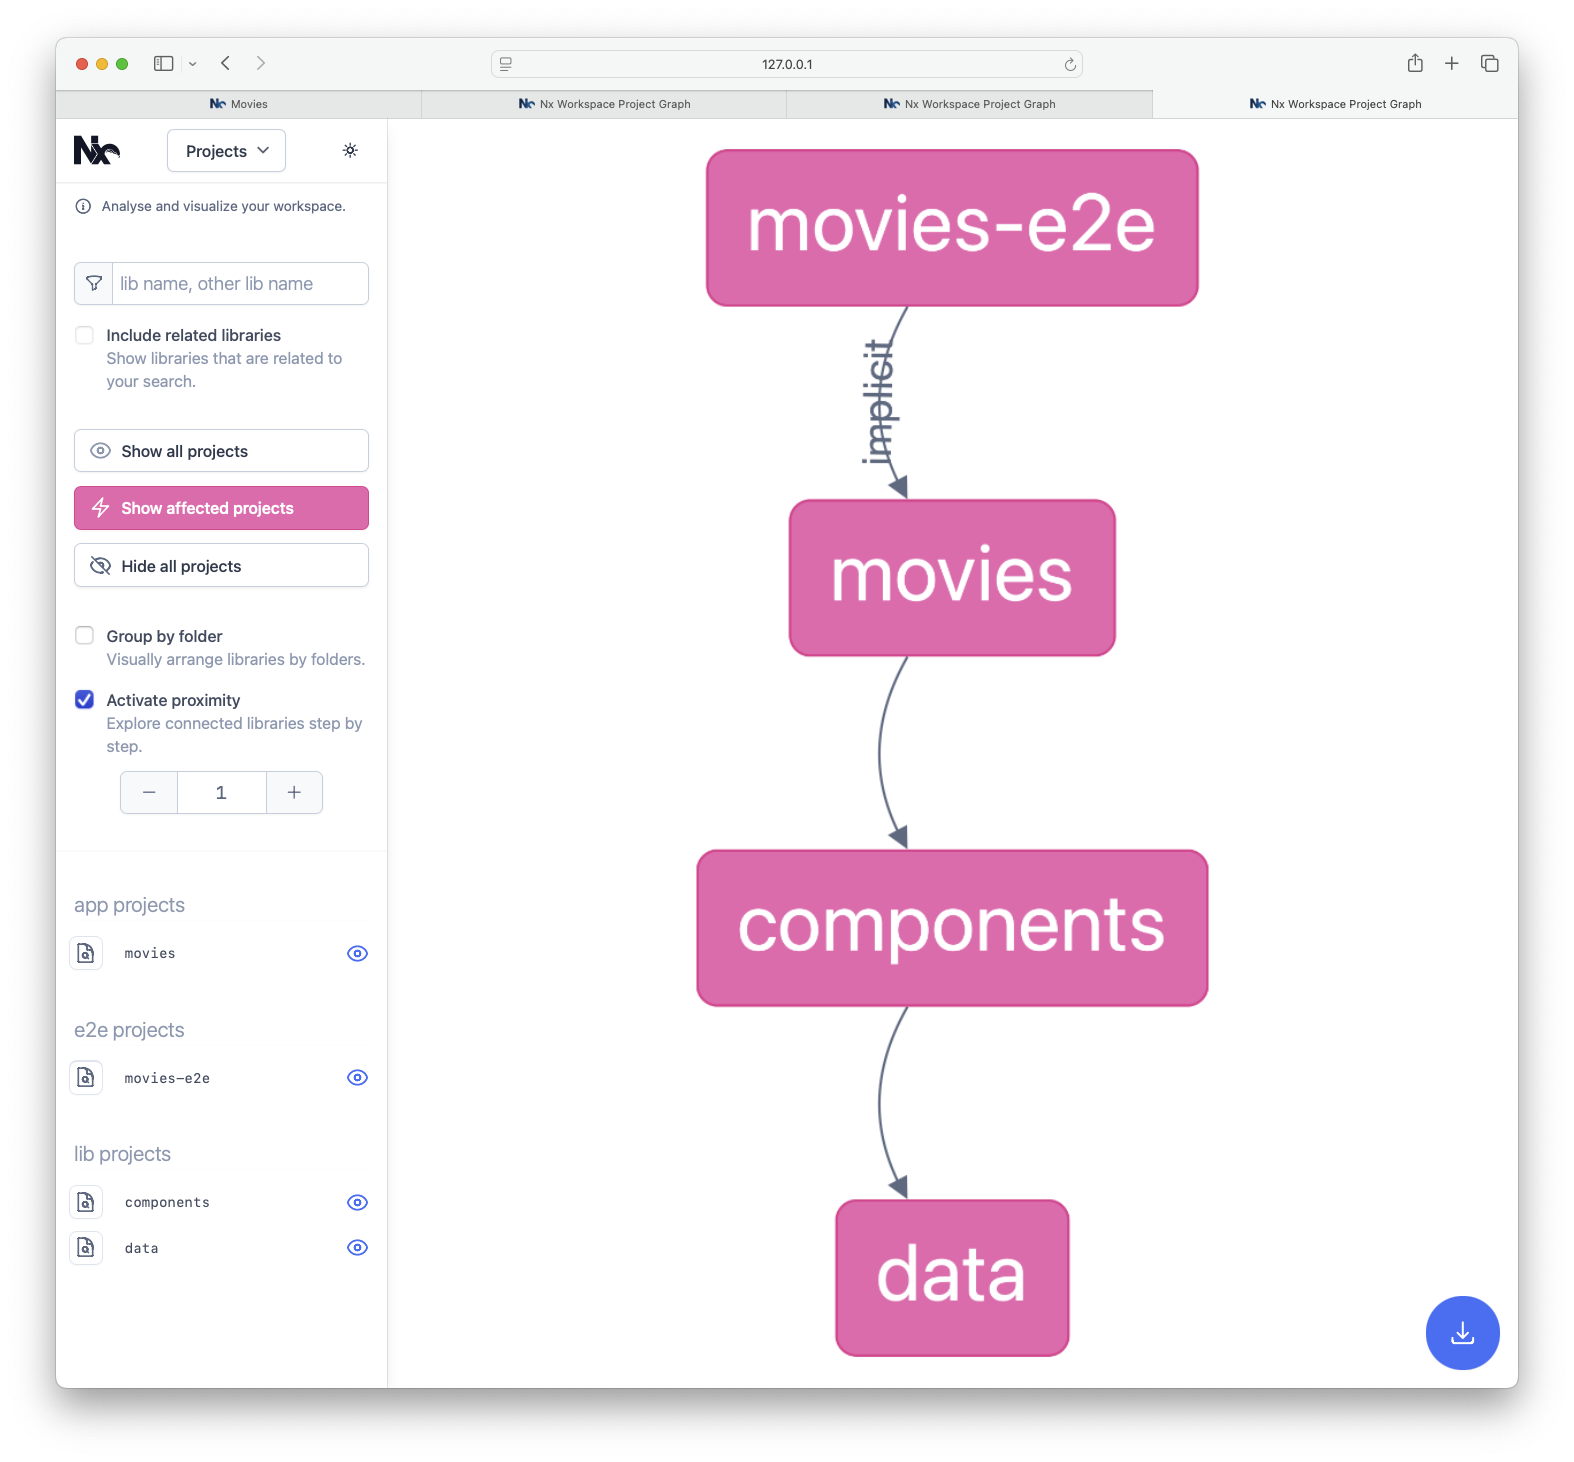 127.0.0.1
Nx Movies
Nx Workspace Project Graph
Nx Workspace Project Graph
Nx Workspace Project Graph
Nx
Projects
Analyse and visualize your workspace.
lib name, other lib name
Include related libraries
Show libraries that are related to
your search.
Show all projects
Show affected projects
Hide all projects
Group by folder
Visually arrange libraries by folders.
Activate proximity
Explore connected libraries step by
step.
− 1 +
app projects
movies
e2e projects
movies-e2e
lib projects
components
data
movies-e2e
implicit
movies
components
data